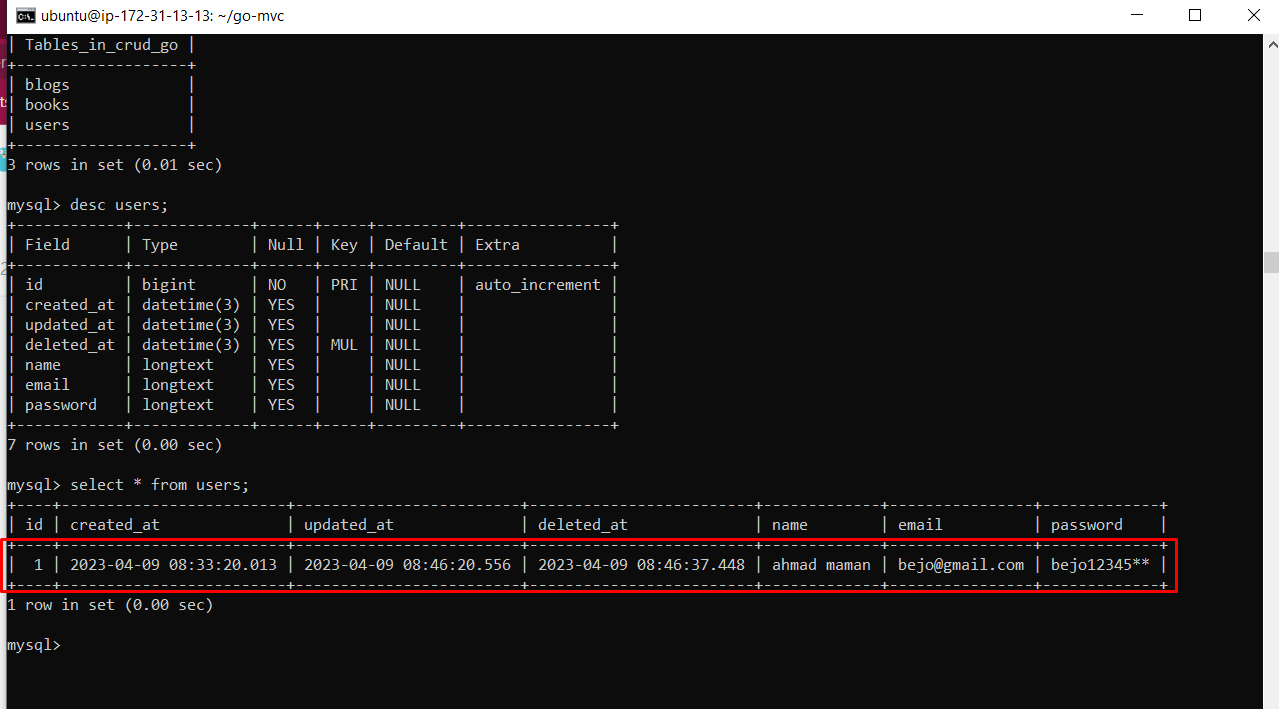 ubuntu@ip-172-31-13-13: ~/go-mvc
| Tables_in_crud_go |
+-------------------+
| blogs             |
| books             |
| users             |
+-------------------+
3 rows in set (0.01 sec)
mysql> desc users;
+------------+-------------+------+-----+---------+----------------+
| Field      | Type        | Null | Key | Default | Extra          |
+------------+-------------+------+-----+---------+----------------+
| id         | bigint      | NO   | PRI | NULL    | auto_increment |
| created_at | datetime(3) | YES  |     | NULL    |                |
| updated_at | datetime(3) | YES  |     | NULL    |                |
| deleted_at | datetime(3) | YES  | MUL | NULL    |                |
| name       | longtext    | YES  |     | NULL    |                |
| email      | longtext    | YES  |     | NULL    |                |
| password   | longtext    | YES  |     | NULL    |                |
+------------+-------------+------+-----+---------+----------------+
7 rows in set (0.00 sec)
mysql> select * from users;
+----+-------------------------+-------------------------+-------------------------+-------------+----------------+-------------+
| id | created_at              | updated_at              | deleted_at              | name        | email          | password    |
+----+-------------------------+-------------------------+-------------------------+-------------+----------------+-------------+
|  1 | 2023-04-09 08:33:20.013 | 2023-04-09 08:46:20.556 | 2023-04-09 08:46:37.448 | ahmad maman | bejo@gmail.com | bejo12345** |
+----+-------------------------+-------------------------+-------------------------+-------------+----------------+-------------+
1 row in set (0.00 sec)
mysql>